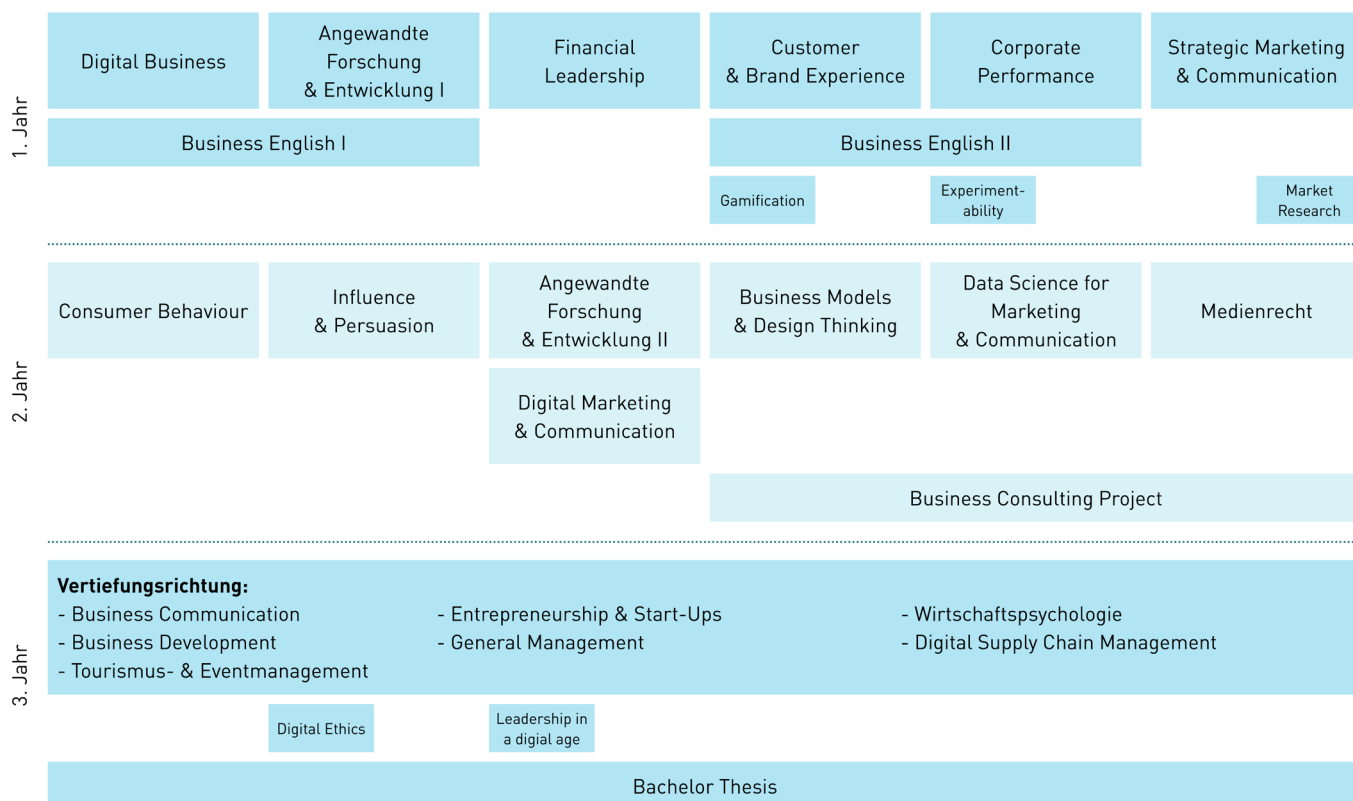 1. Jahr
Digital Business
Angewandte
Forschung
& Entwicklung I
Financial
Leadership
Customer
& Brand Experience
Corporate
Performance
Strategic Marketing
& Communication
Business English I
Business English II
Gamification
Experiment-
ability
Market
Research
2. Jahr
Consumer Behaviour
Influence
& Persuasion
Angewandte
Forschung
& Entwicklung II
Business Models
& Design Thinking
Data Science for
Marketing
& Communication
Medienrecht
Digital Marketing
& Communication
Business Consulting Project
3. Jahr
Vertiefungsrichtung:
- Business Communication
- Business Development
- Tourismus- & Eventmanagement
- Entrepreneurship & Start-Ups
- General Management
- Wirtschaftspsychologie
- Digital Supply Chain Management
Digital Ethics
Leadership in
a digial age
Bachelor Thesis